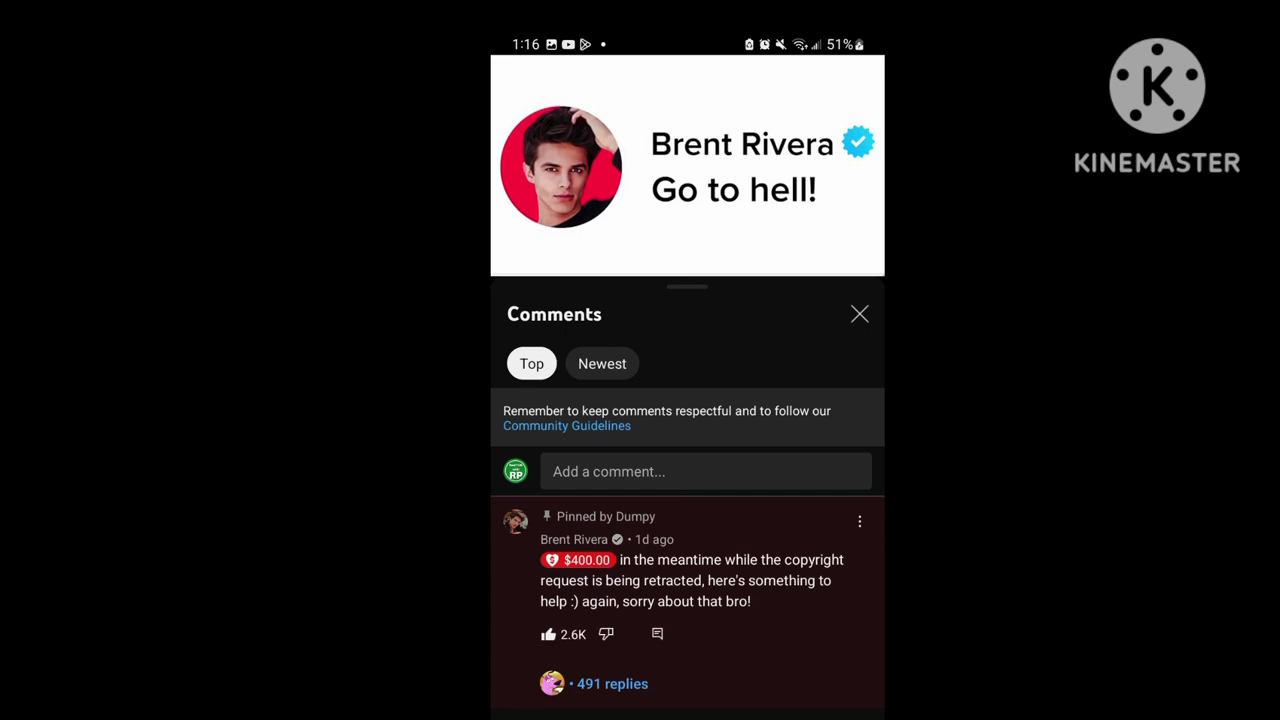 1:16
51%
K
KINEMASTER
Brent Rivera
Go to hell!
Comments
Top
Newest
Remember to keep comments respectful and to follow our
Community Guidelines
RP
Add a comment...
Pinned by Dumpy
Brent Rivera • 1d ago
$400.00 in the meantime while the copyright
request is being retracted, here's something to
help :) again, sorry about that bro!
2.6K
• 491 replies